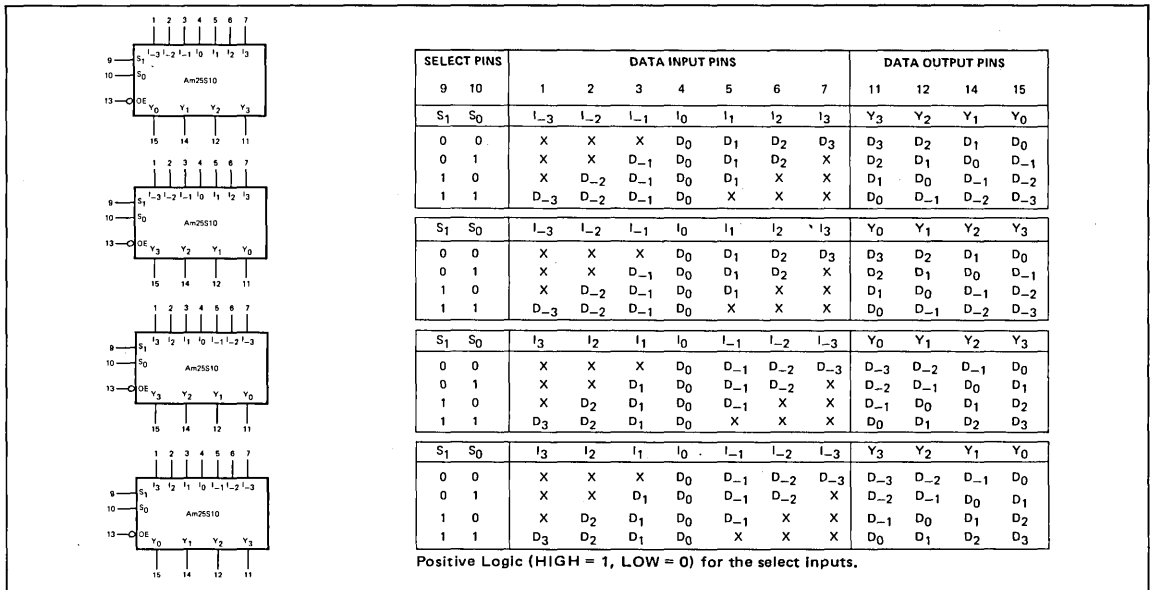 1 2 3 4 5 6 7
I₋₃ I₋₂ I₋₁ I₀ I₁ I₂ I₃
9 S₁
10 S₀
Am25S10
13 OE
Y₀ Y₁ Y₂ Y₃
15 14 12 11
1 2 3 4 5 6 7
I₋₃ I₋₂ I₋₁ I₀ I₁ I₂ I₃
9 S₁
10 S₀
Am25S10
13 OE
Y₃ Y₂ Y₁ Y₀
15 14 12 11
1 2 3 4 5 6 7
I₃ I₂ I₁ I₀ I₋₁ I₋₂ I₋₃
9 S₁
10 S₀
Am25S10
13 OE
Y₃ Y₂ Y₁ Y₀
15 14 12 11
1 2 3 4 5 6 7
I₃ I₂ I₁ I₀ I₋₁ I₋₂ I₋₃
9 S₁
10 S₀
Am25S10
13 OE
Y₀ Y₁ Y₂ Y₃
15 14 12 11
SELECT PINS DATA INPUT PINS DATA OUTPUT PINS
9 10 1 2 3 4 5 6 7 11 12 14 15
S₁ S₀ I₋₃ I₋₂ I₋₁ I₀ I₁ I₂ I₃ Y₃ Y₂ Y₁ Y₀
0 0 X X X D₀ D₁ D₂ D₃ D₃ D₂ D₁ D₀
0 1 X X D₋₁ D₀ D₁ D₂ X D₂ D₁ D₀ D₋₁
1 0 X D₋₂ D₋₁ D₀ D₁ X X D₁ D₀ D₋₁ D₋₂
1 1 D₋₃ D₋₂ D₋₁ D₀ X X X D₀ D₋₁ D₋₂ D₋₃
S₁ S₀ I₋₃ I₋₂ I₋₁ I₀ I₁ I₂ I₃ Y₀ Y₁ Y₂ Y₃
0 0 X X X D₀ D₁ D₂ D₃ D₃ D₂ D₁ D₀
0 1 X X D₋₁ D₀ D₁ D₂ X D₂ D₁ D₀ D₋₁
1 0 X D₋₂ D₋₁ D₀ D₁ X X D₁ D₀ D₋₁ D₋₂
1 1 D₋₃ D₋₂ D₋₁ D₀ X X X D₀ D₋₁ D₋₂ D₋₃
S₁ S₀ I₃ I₂ I₁ I₀ I₋₁ I₋₂ I₋₃ Y₀ Y₁ Y₂ Y₃
0 0 X X X D₀ D₋₁ D₋₂ D₋₃ D₋₃ D₋₂ D₋₁ D₀
0 1 X X D₁ D₀ D₋₁ D₋₂ X D₋₂ D₋₁ D₀ D₁
1 0 X D₂ D₁ D₀ D₋₁ X X D₋₁ D₀ D₁ D₂
1 1 D₃ D₂ D₁ D₀ X X X D₀ D₁ D₂ D₃
S₁ S₀ I₃ I₂ I₁ I₀ I₋₁ I₋₂ I₋₃ Y₃ Y₂ Y₁ Y₀
0 0 X X X D₀ D₋₁ D₋₂ D₋₃ D₋₃ D₋₂ D₋₁ D₀
0 1 X X D₁ D₀ D₋₁ D₋₂ X D₋₂ D₋₁ D₀ D₁
1 0 X D₂ D₁ D₀ D₋₁ X X D₋₁ D₀ D₁ D₂
1 1 D₃ D₂ D₁ D₀ X X X D₀ D₁ D₂ D₃
Positive Logic (HIGH = 1, LOW = 0) for the select inputs.